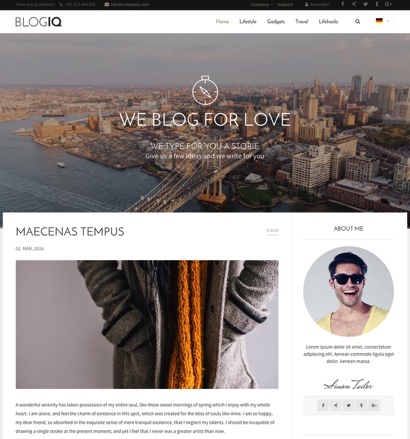 Have any Questions? +01 123 444 555 info@company.com Company Support Anmelden
BLOGIQ Home Lifestyle Gadgets Travel Lifehacks
WE BLOG FOR LOVE
WE TYPE FOR YOU A STORIE
Give us a few ideas and we write for you
MAECENAS TEMPUS
travel
02. MAR, 2016
A wonderful serenity has taken possession of my entire soul, like these sweet mornings of spring which I enjoy with my whole
heart. I am alone, and feel the charm of existence in this spot, which was created for the bliss of souls like mine. I am so happy,
my dear friend, so absorbed in the exquisite sense of mere tranquil existence, that I neglect my talents. I should be incapable of
drawing a single stroke at the present moment; and yet I feel that I never was a greater artist than now.
ABOUT ME
Lorem ipsum dolor sit amet, consectetuer
adipiscing elit. Aenean commodo ligula eget
dolor. Aenean massa.